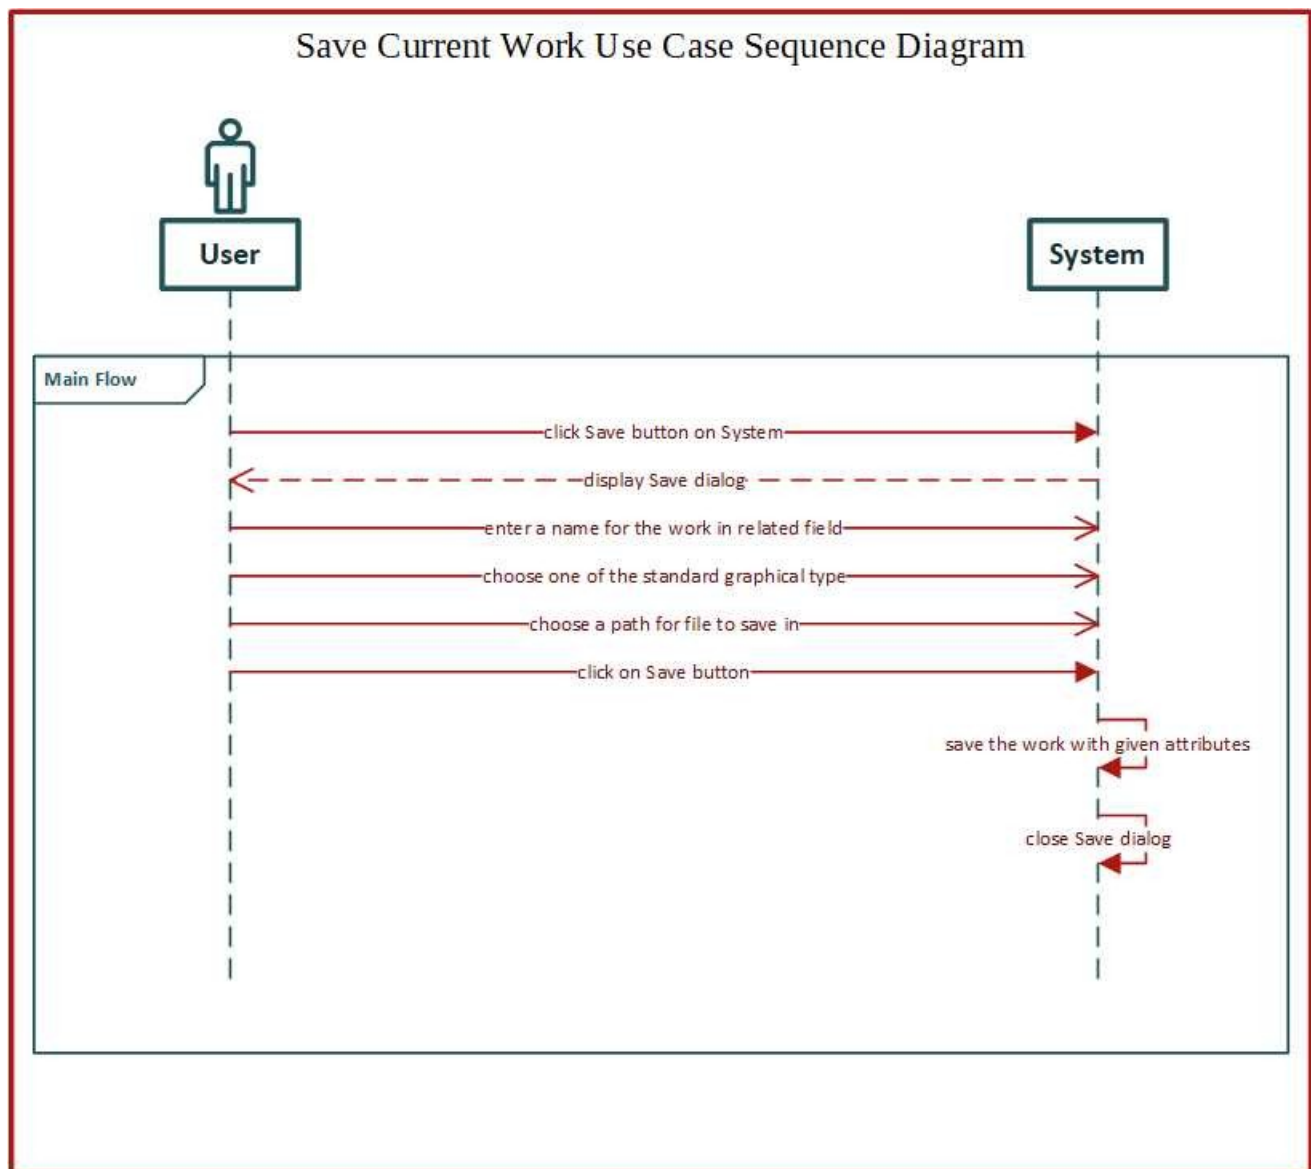 Save Current Work Use Case Sequence Diagram
User
System
Main Flow
click Save button on System
display Save dialog
enter a name for the work in related field
choose one of the standard graphical type
choose a path for file to save in
click on Save button
save the work with given attributes
close Save dialog